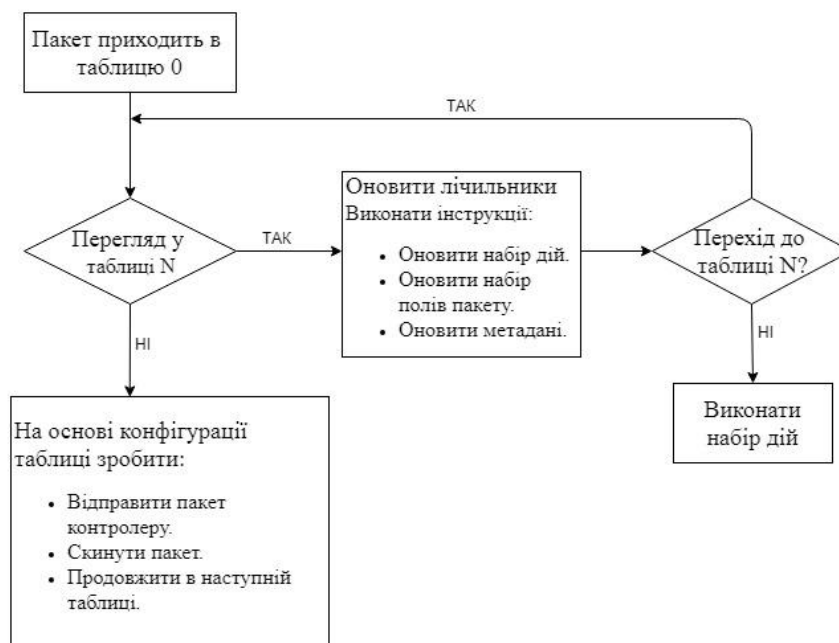 Пакет приходить в
таблицю 0
ТАК
Перегляд у
таблиці N
ТАК
Оновити лічильники
Виконати інструкції:
• Оновити набір дій.
• Оновити набір
полів пакету.
• Оновити метадані.
Перехід до
таблиці N?
НІ
НІ
Виконати
набір дій
На основі конфігурації
таблиці зробити:
• Відправити пакет
контролеру.
• Скинути пакет.
• Продовжити в наступній
таблиці.